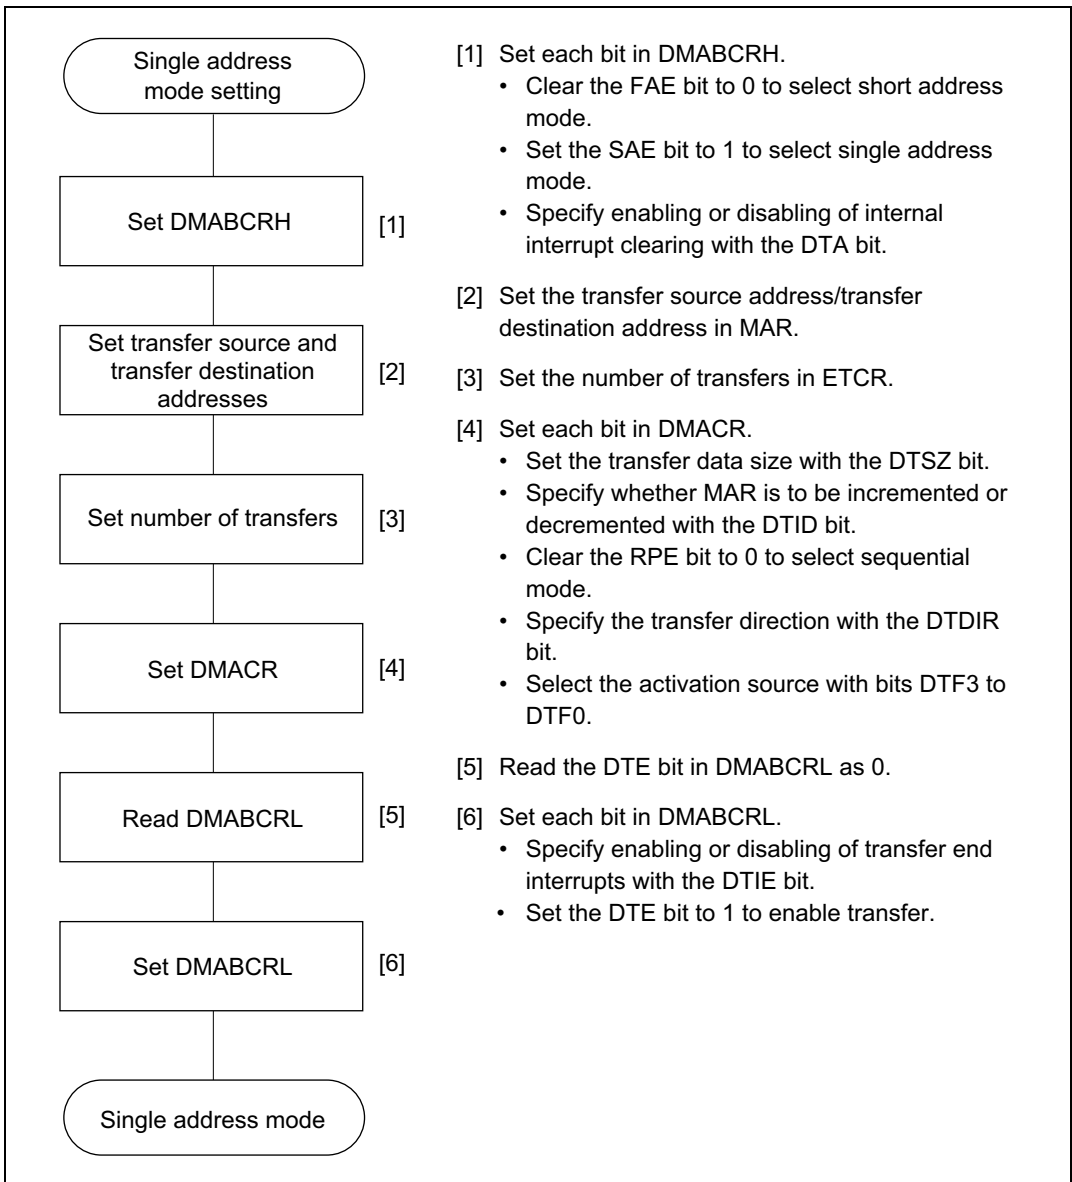 Single address
mode setting
Set DMABCRH
[1]
Set transfer source and
transfer destination
addresses
[2]
Set number of transfers
[3]
Set DMACR
[4]
Read DMABCRL
[5]
Set DMABCRL
[6]
Single address mode
[1] Set each bit in DMABCRH.
• Clear the FAE bit to 0 to select short address
mode.
• Set the SAE bit to 1 to select single address
mode.
• Specify enabling or disabling of internal
interrupt clearing with the DTA bit.
[2] Set the transfer source address/transfer
destination address in MAR.
[3] Set the number of transfers in ETCR.
[4] Set each bit in DMACR.
• Set the transfer data size with the DTSZ bit.
• Specify whether MAR is to be incremented or
decremented with the DTID bit.
• Clear the RPE bit to 0 to select sequential
mode.
• Specify the transfer direction with the DTDIR
bit.
• Select the activation source with bits DTF3 to
DTF0.
[5] Read the DTE bit in DMABCRL as 0.
[6] Set each bit in DMABCRL.
• Specify enabling or disabling of transfer end
interrupts with the DTIE bit.
• Set the DTE bit to 1 to enable transfer.